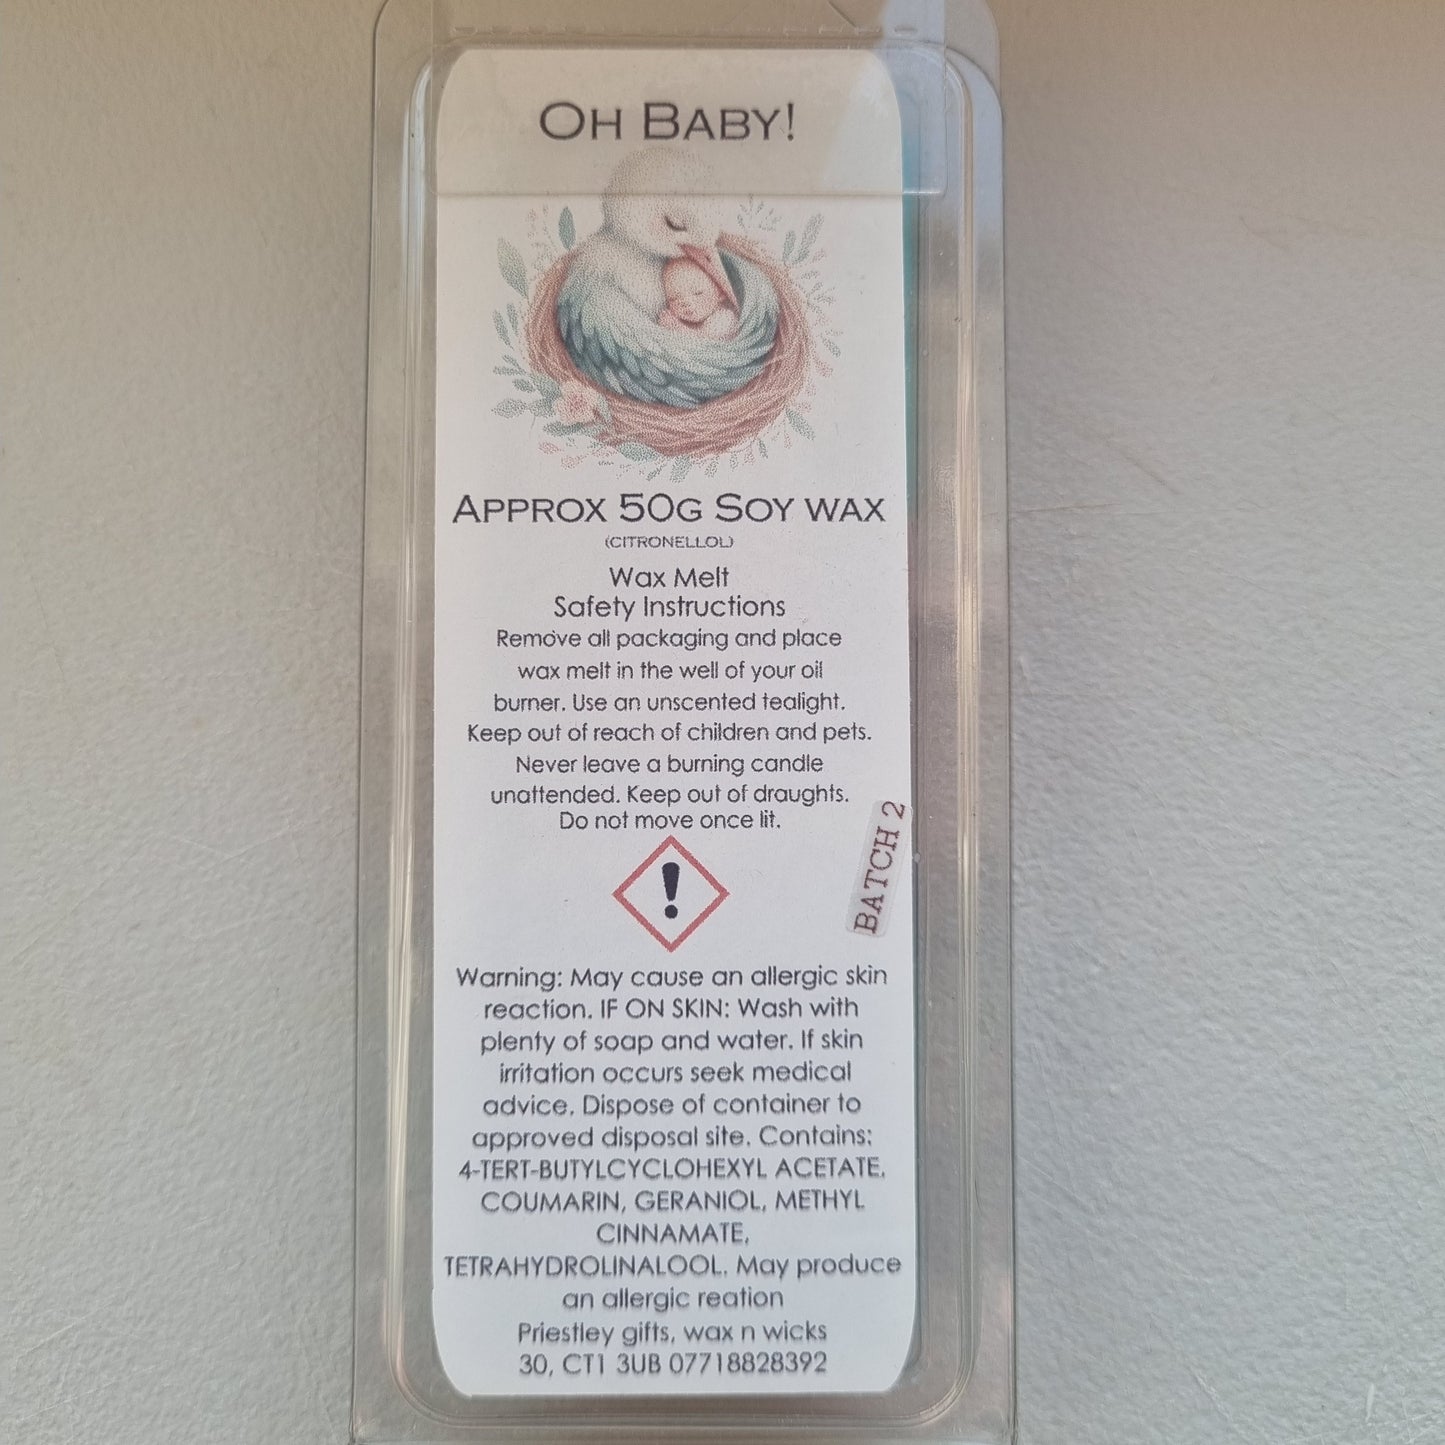 OH BABY!
APPROX 50G SOY WAX
(CITRONELLOL)
Wax Melt
Safety Instructions
Remove all packaging and place
wax melt in the well of your oil
burner. Use an unscented tealight.
Keep out of reach of children and pets.
Never leave a burning candle
unattended. Keep out of draughts.
Do not move once lit.
BATCH 2
!
Warning: May cause an allergic skin
reaction. IF ON SKIN: Wash with
plenty of soap and water. If skin
irritation occurs seek medical
advice. Dispose of container to
approved disposal site. Contains:
4-TERT-BUTYLCYCLOHEXYL ACETATE,
COUMARIN, GERANIOL, METHYL
CINNAMATE,
TETRAHYDROLINALOOL. May produce
an allergic reation
Priestley gifts, wax n wicks
30, CT1 3UB 07718828392